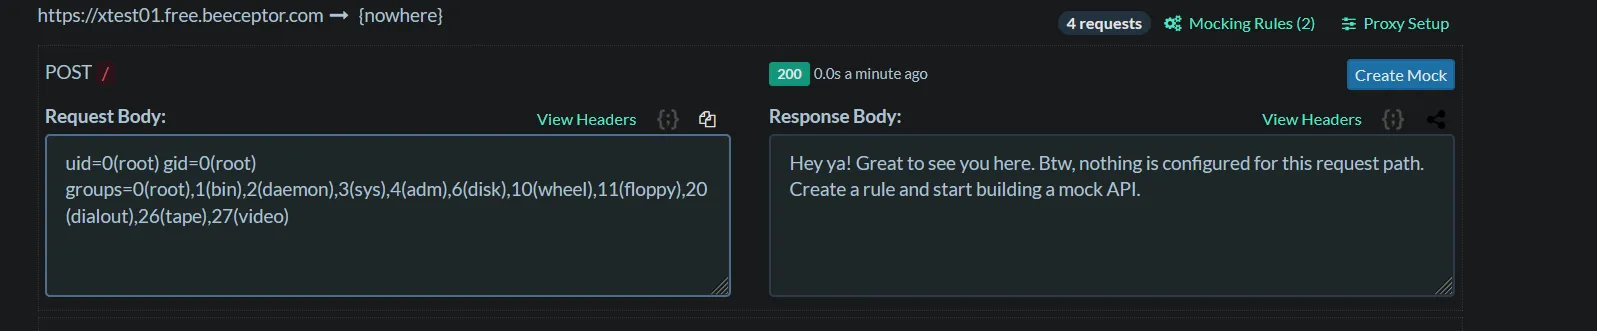 https://xtest01.free.beeceptor.com → {nowhere}
4 requests Mocking Rules (2) Proxy Setup
POST /
200 0.0s a minute ago
Create Mock
Request Body:
View Headers {;}
uid=0(root) gid=0(root)
groups=0(root),1(bin),2(daemon),3(sys),4(adm),6(disk),10(wheel),11(floppy),20
(dialout),26(tape),27(video)
Response Body:
View Headers {;}
Hey ya! Great to see you here. Btw, nothing is configured for this request path.
Create a rule and start building a mock API.